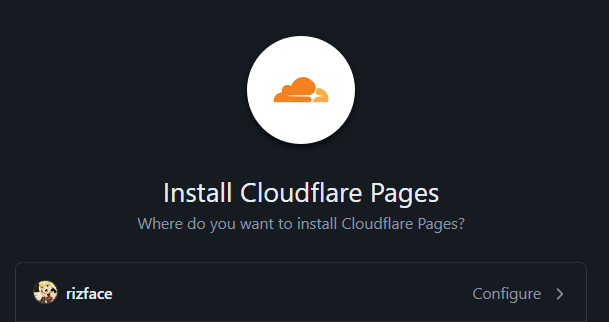 Install Cloudflare Pages
Where do you want to install Cloudflare Pages?
rizface Configure